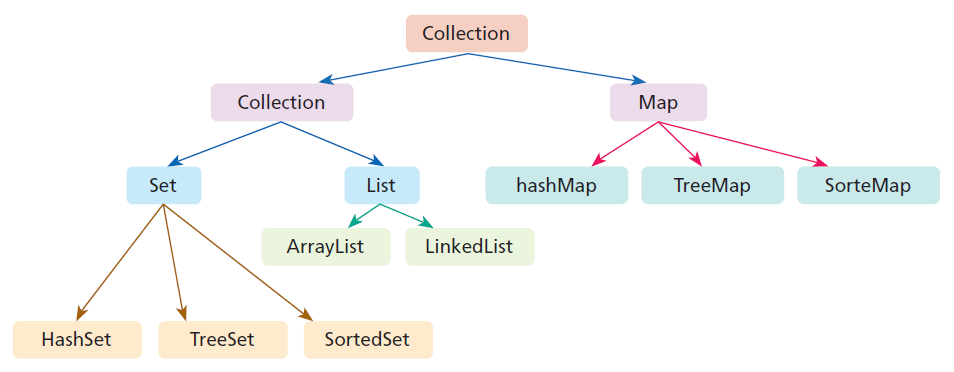 Collection
Collection
Map
Set
List
hashMap
TreeMap
SorteMap
ArrayList
LinkedList
HashSet
TreeSet
SortedSet